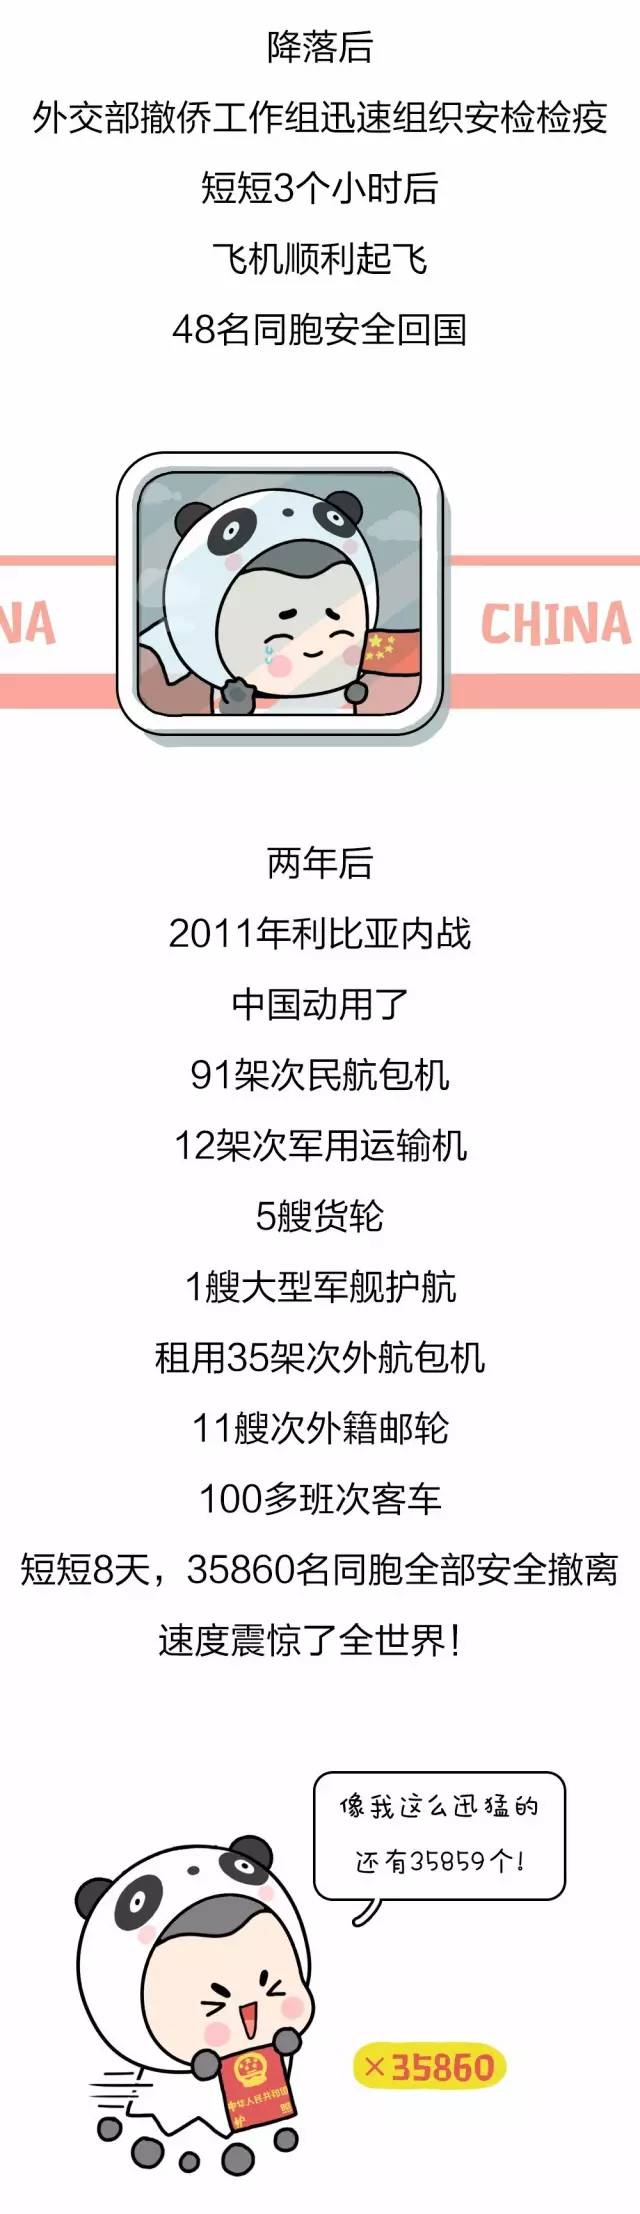 降落后
外交部撤侨工作组迅速组织安检检疫
短短3个小时后
飞机顺利起飞
48名同胞安全回国
NA
CHINA
两年后
2011年利比亚内战
中国动用了
91架次民航包机
12架次军用运输机
5艘货轮
1艘大型军舰护航
租用35架次外航包机
11艘次外籍邮轮
100多班次客车
短短8天，35860名同胞全部安全撤离
速度震惊了全世界！
像我这么迅猛的
还有35859个！
×35860
中华人民共和国
护照